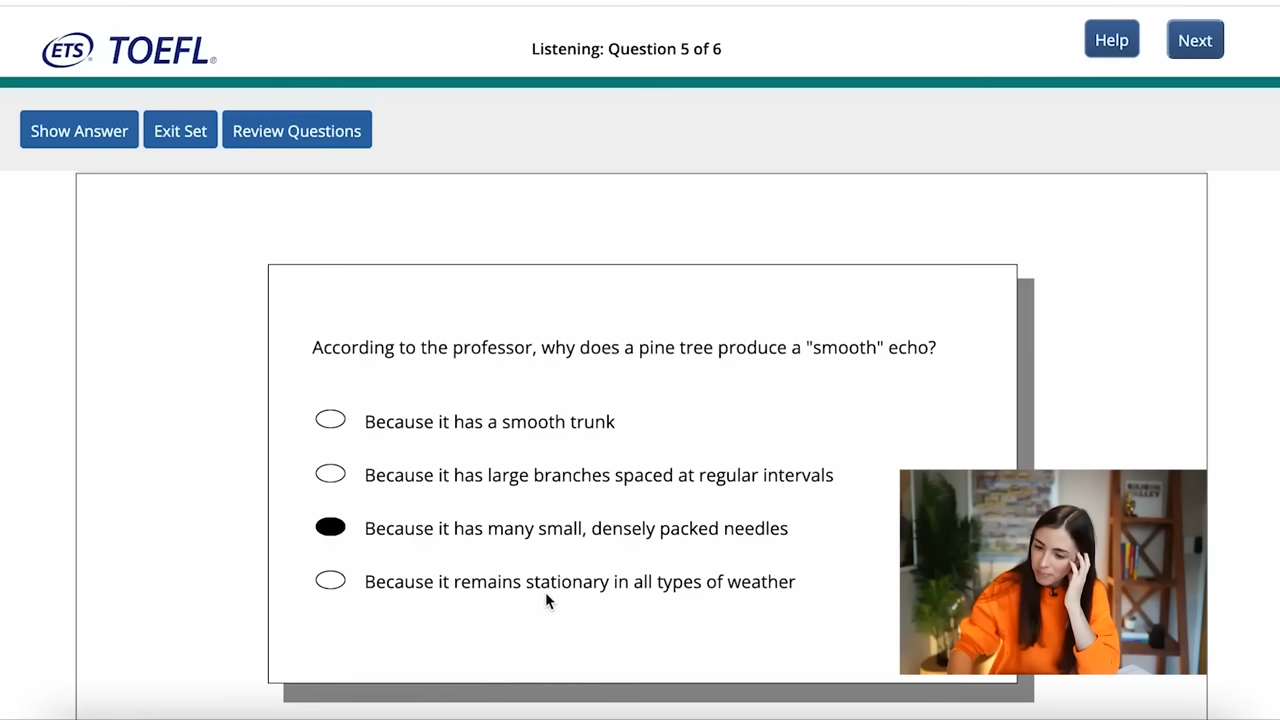 ETS TOEFL
Listening: Question 5 of 6
Help
Next
Show Answer
Exit Set
Review Questions
According to the professor, why does a pine tree produce a "smooth" echo?
Because it has a smooth trunk
Because it has large branches spaced at regular intervals
Because it has many small, densely packed needles
Because it remains stationary in all types of weather